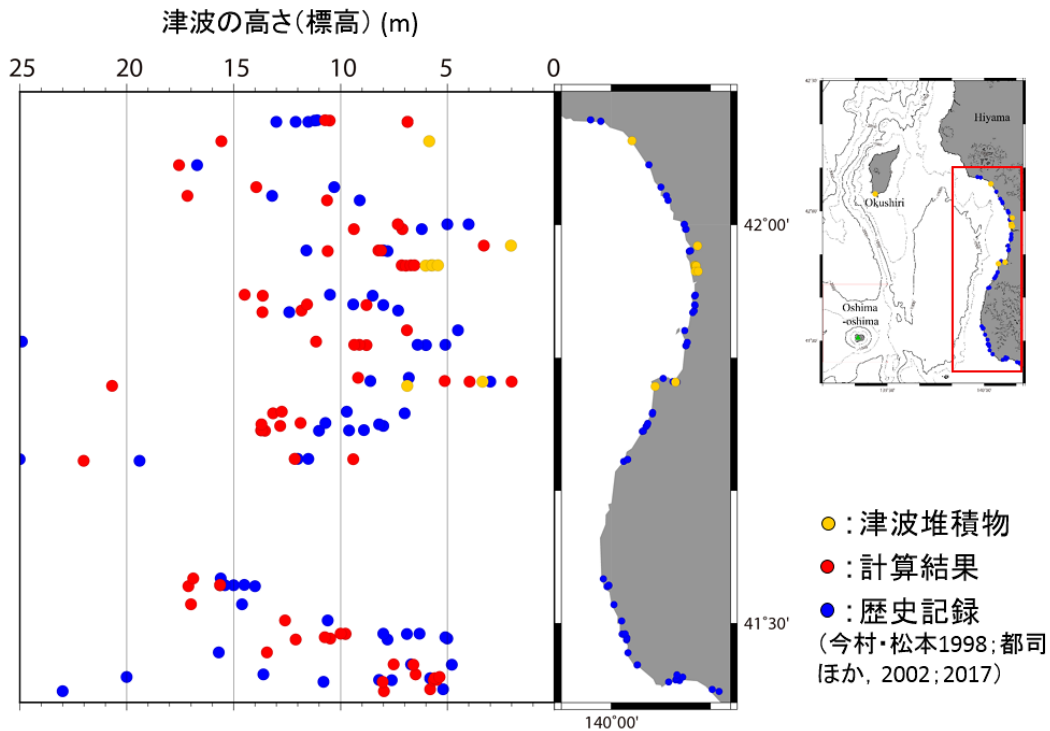 津波の高さ（標高） (m)
25 20 15 10 5 0
42°00'
41°30'
140°00'
Hiyama
Okushiri
Oshima
-oshima
：津波堆積物
：計算結果
：歴史記録
（今村・松本1998；都司
ほか，2002；2017）